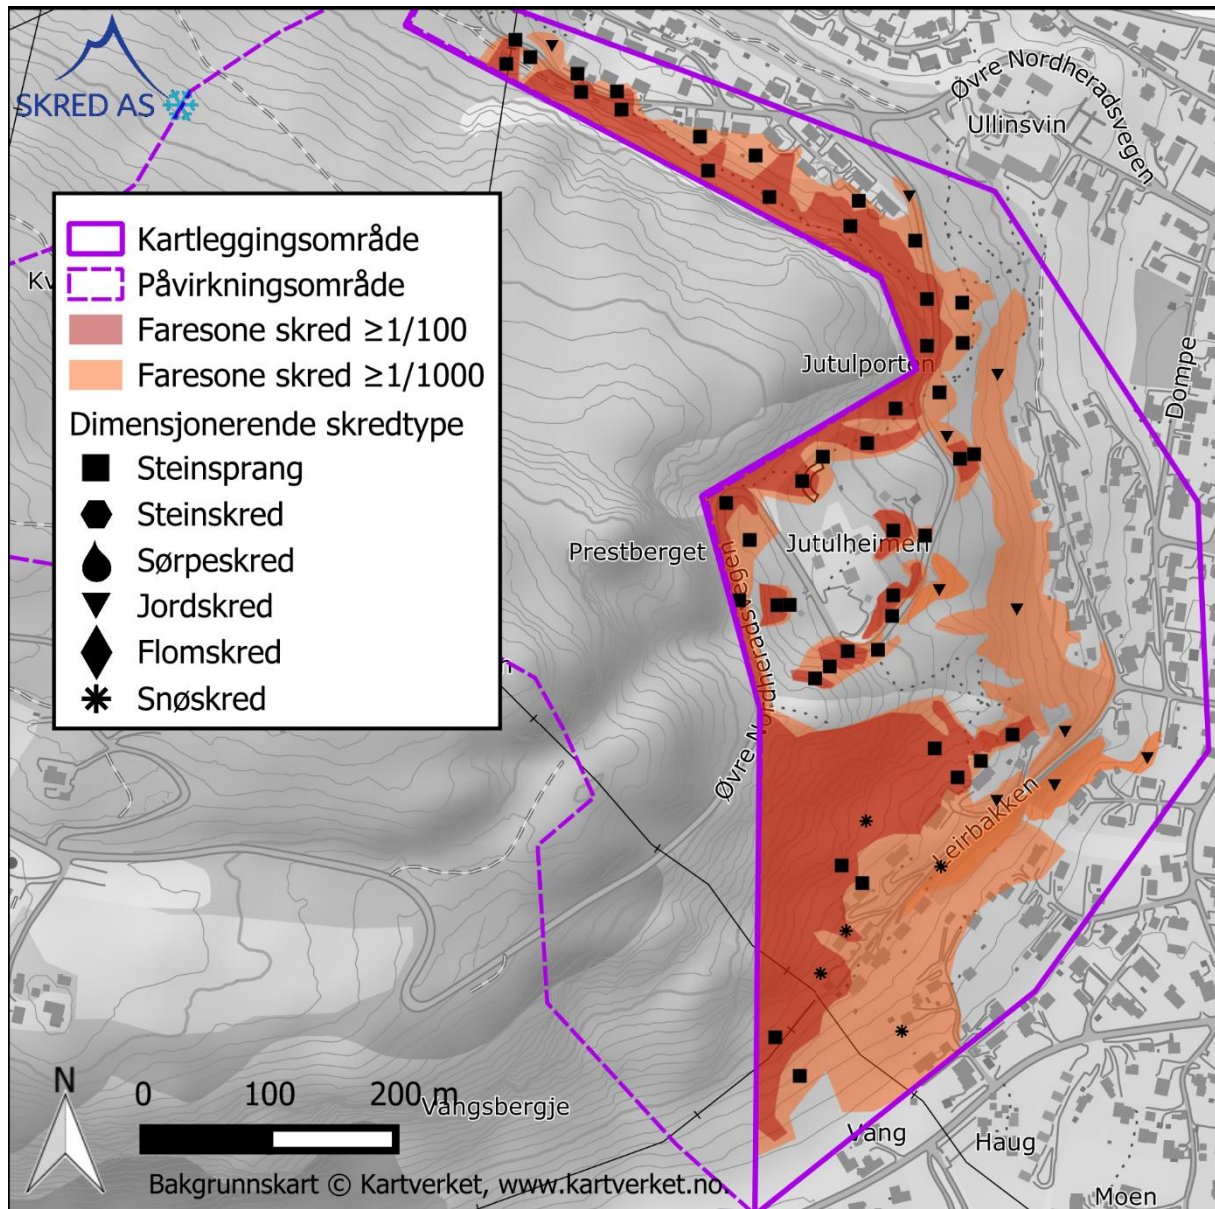 SKRED AS
Øvre Nordheradsvegen
Ullinsvin
Kartleggingsområde
Påvirkningsområde
Faresone skred ≥1/100
Faresone skred ≥1/1000
Dimensjonerende skredtype
Steinsprang
Steinskred
Sørpeskred
Jordskred
Flomskred
Snøskred
Kv
Jutulporten
Dompe
Prestberget
Jutulheimen
Øvre Nordheradsvegen
n
Leirbakken
N
0 100 200 m
Vangsbergje
Vang
Haug
Moen
Bakgrunnskart © Kartverket, www.kartverket.no.